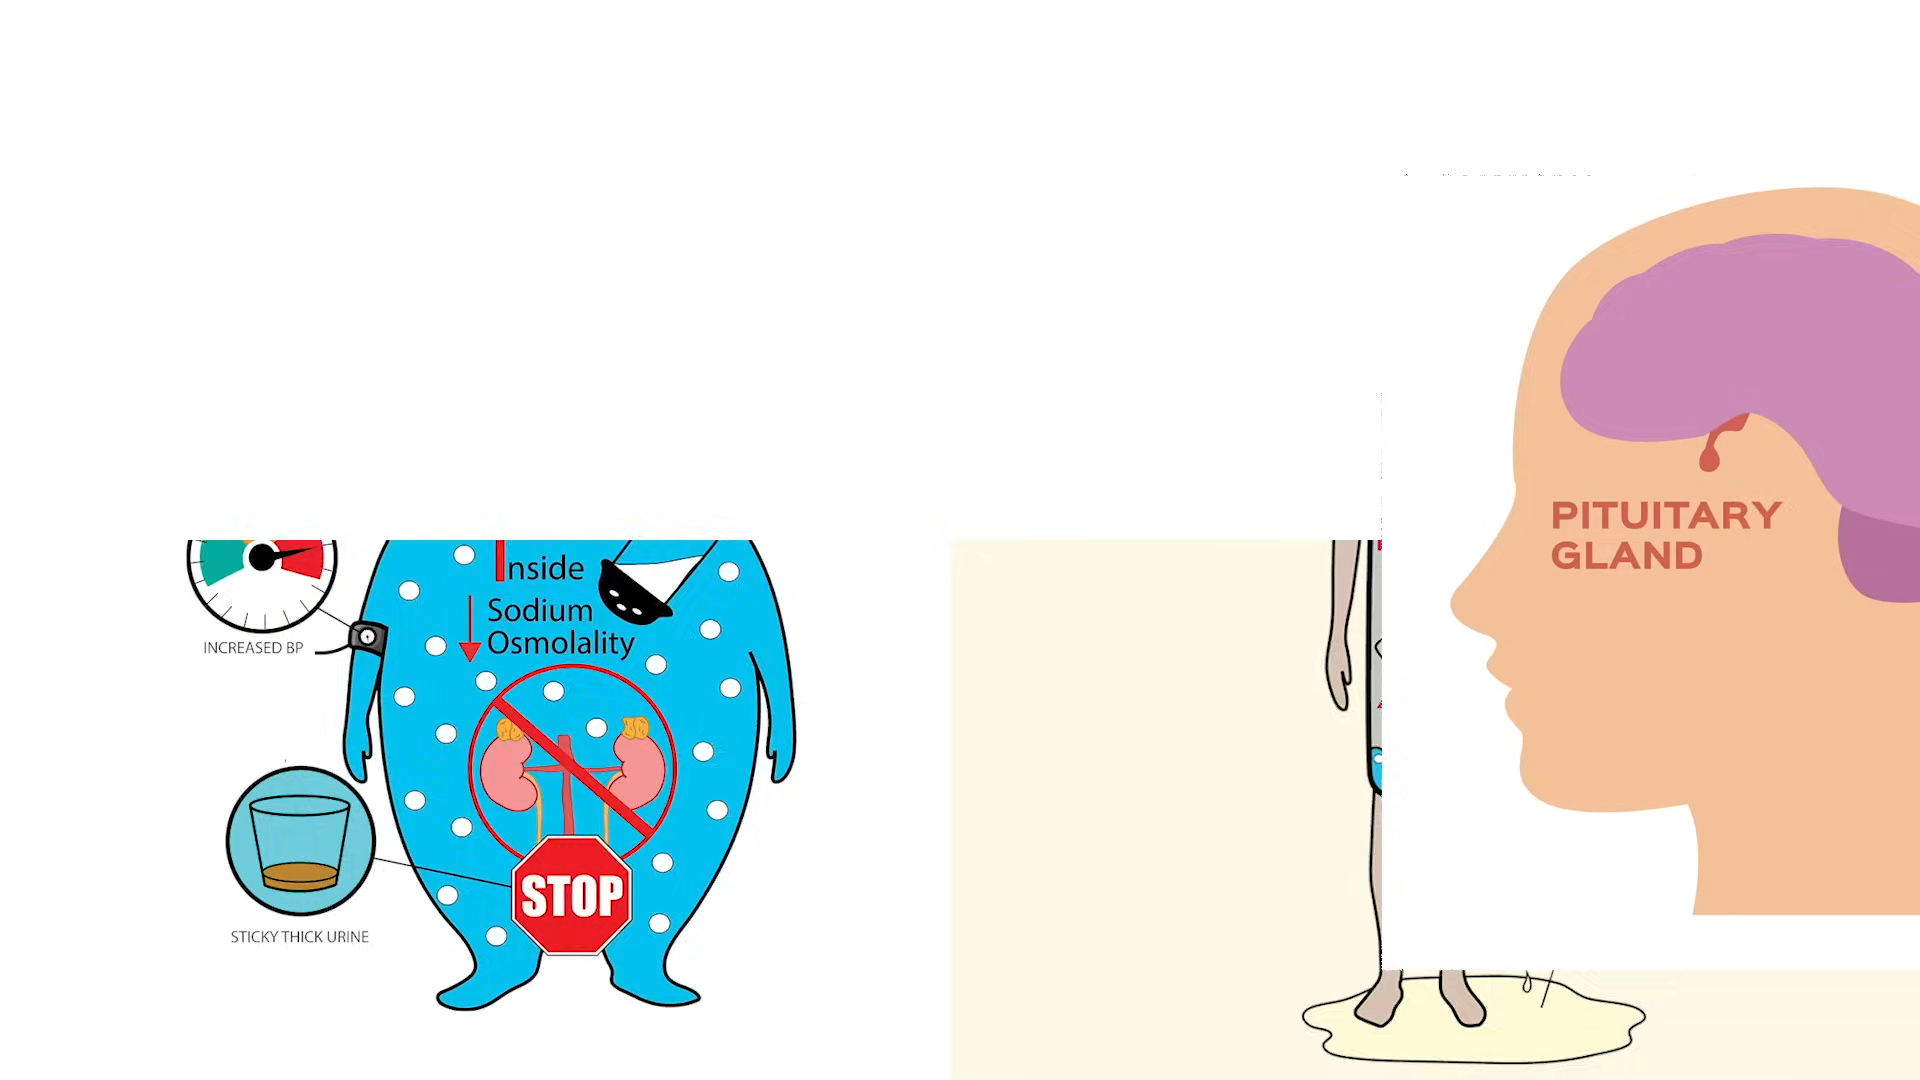 Inside
Sodium
Osmolality
INCREASED BP
STOP
STICKY THICK URINE
PITUITARY
GLAND